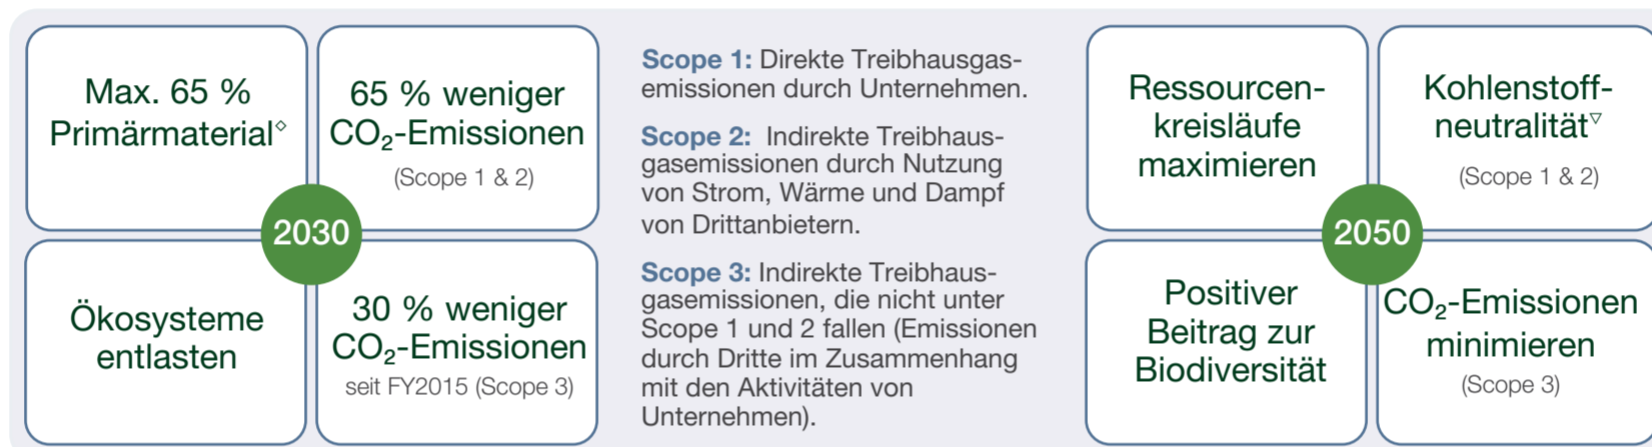 Max. 65 %
Primärmaterial◇
65 % weniger
CO₂-Emissionen
(Scope 1 & 2)
2030
Ökosysteme
entlasten
30 % weniger
CO₂-Emissionen
seit FY2015 (Scope 3)
Scope 1: Direkte Treibhausgas-
emissionen durch Unternehmen.
Scope 2: Indirekte Treibhaus-
gasemissionen durch Nutzung
von Strom, Wärme und Dampf
von Drittanbietern.
Scope 3: Indirekte Treibhaus-
gasemissionen, die nicht unter
Scope 1 und 2 fallen (Emissionen
durch Dritte im Zusammenhang
mit den Aktivitäten von
Unternehmen).
Ressourcen-
kreisläufe
maximieren
Kohlenstoff-
neutralität▽
(Scope 1 & 2)
2050
Positiver
Beitrag zur
Biodiversität
CO₂-Emissionen
minimieren
(Scope 3)